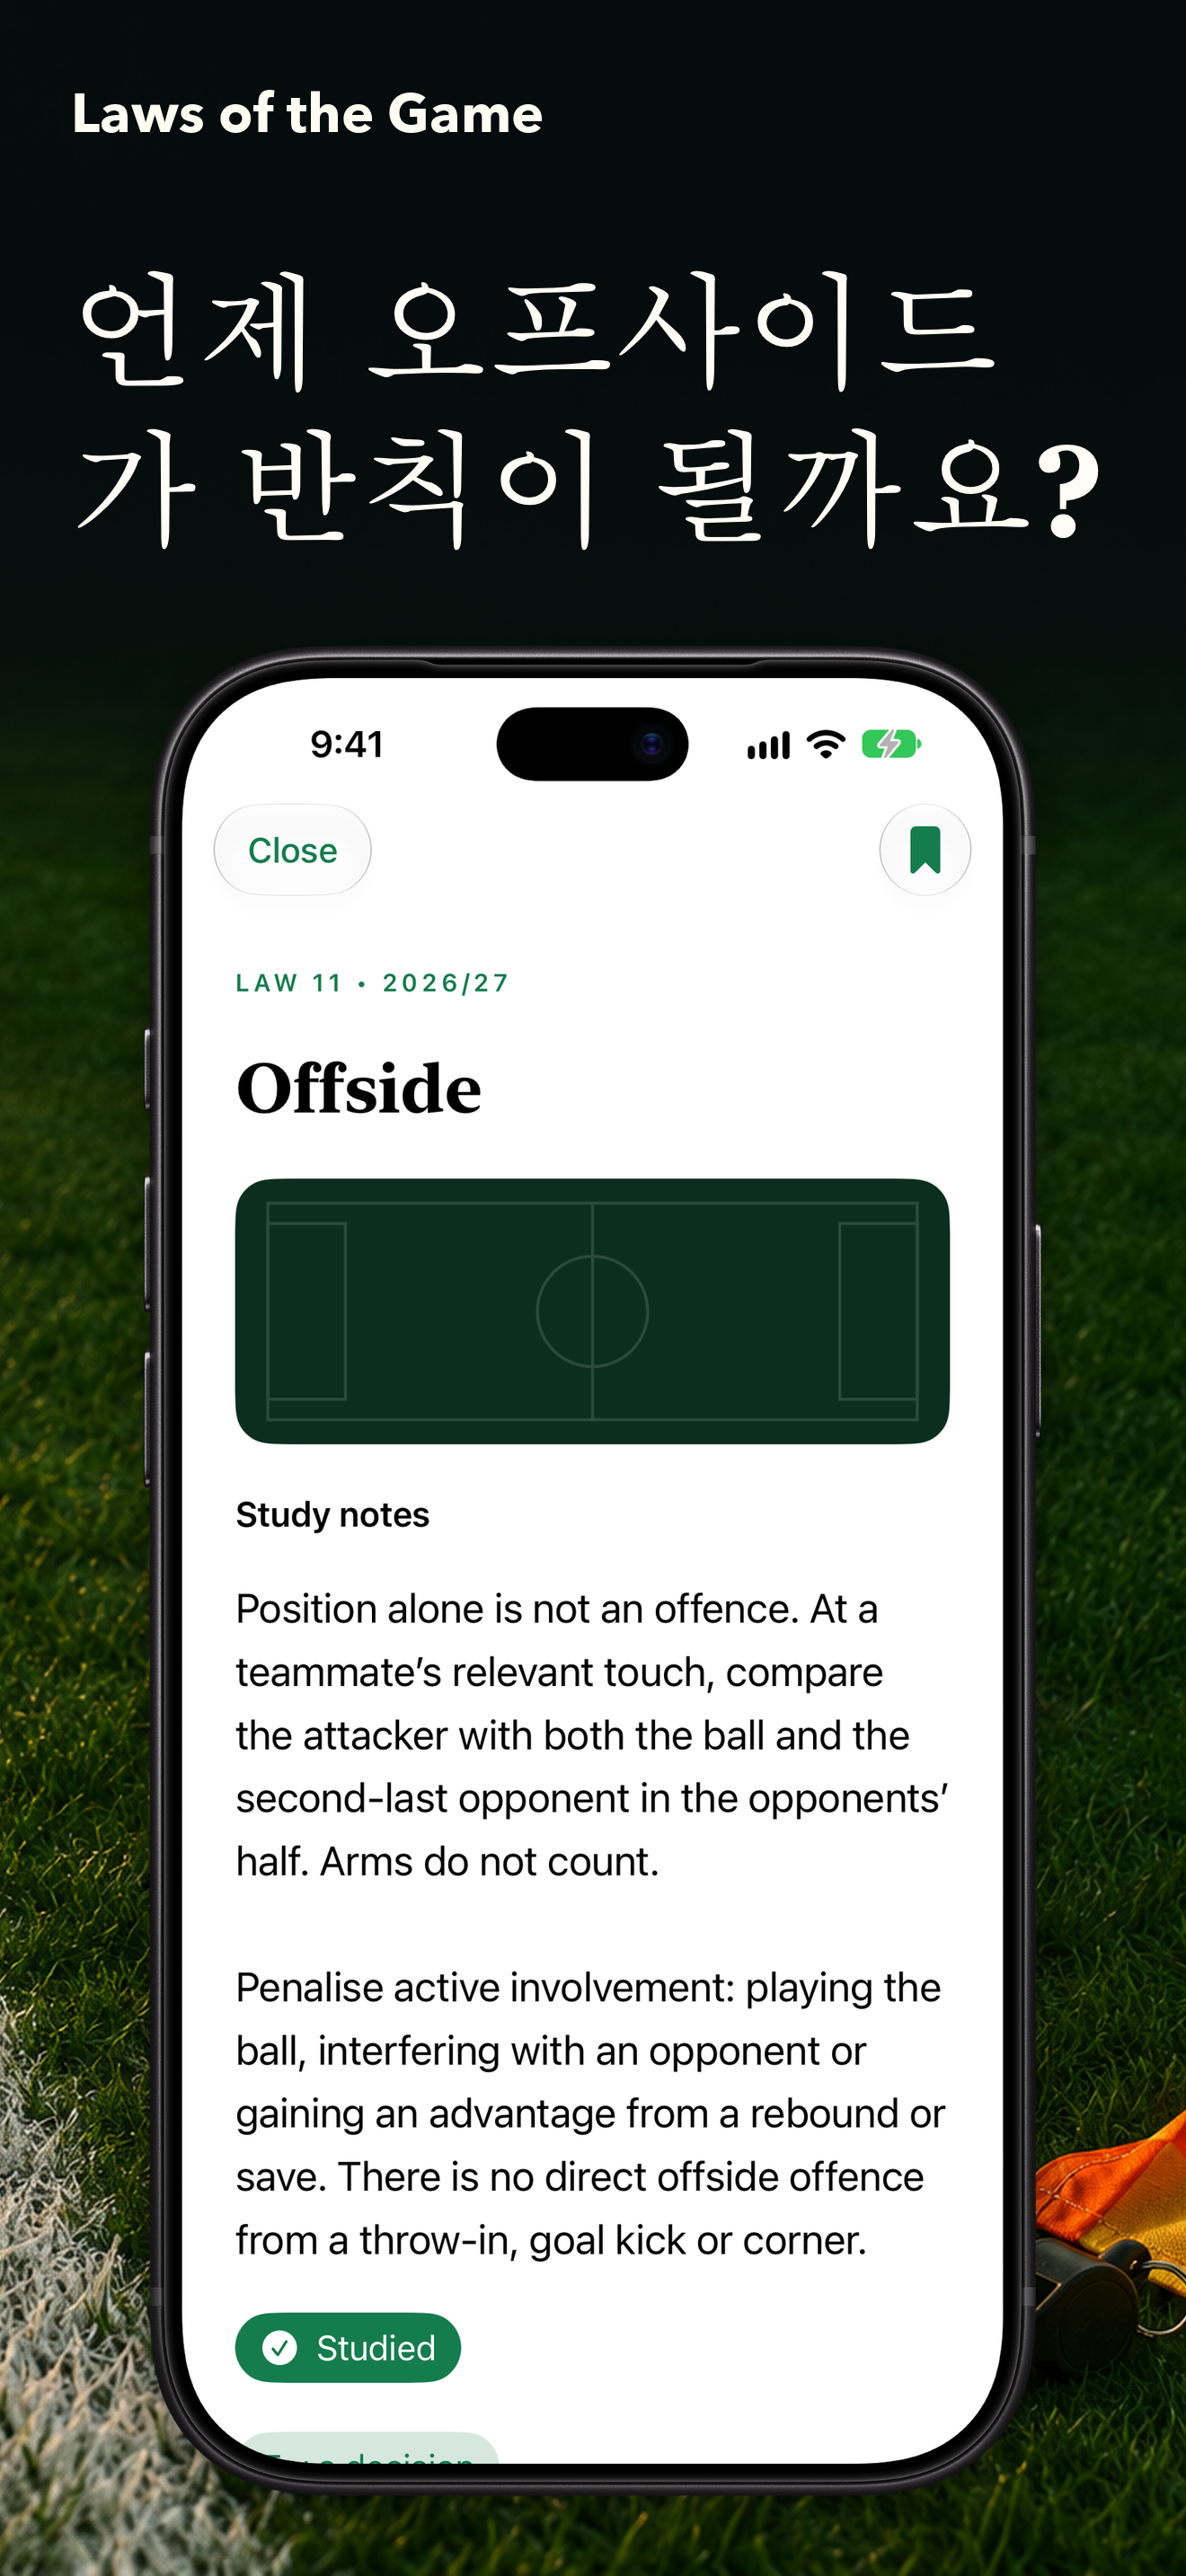 Laws of the Game
언제 오프사이드
가 반칙이 될까요?
9:41
Close
LAW 11 • 2026/27
Offside
Study notes
Position alone is not an offence. At a
teammate’s relevant touch, compare
the attacker with both the ball and the
second-last opponent in the opponents’
half. Arms do not count.
Penalise active involvement: playing the
ball, interfering with an opponent or
gaining an advantage from a rebound or
save. There is no direct offside offence
from a throw-in, goal kick or corner.
Studied
a decision